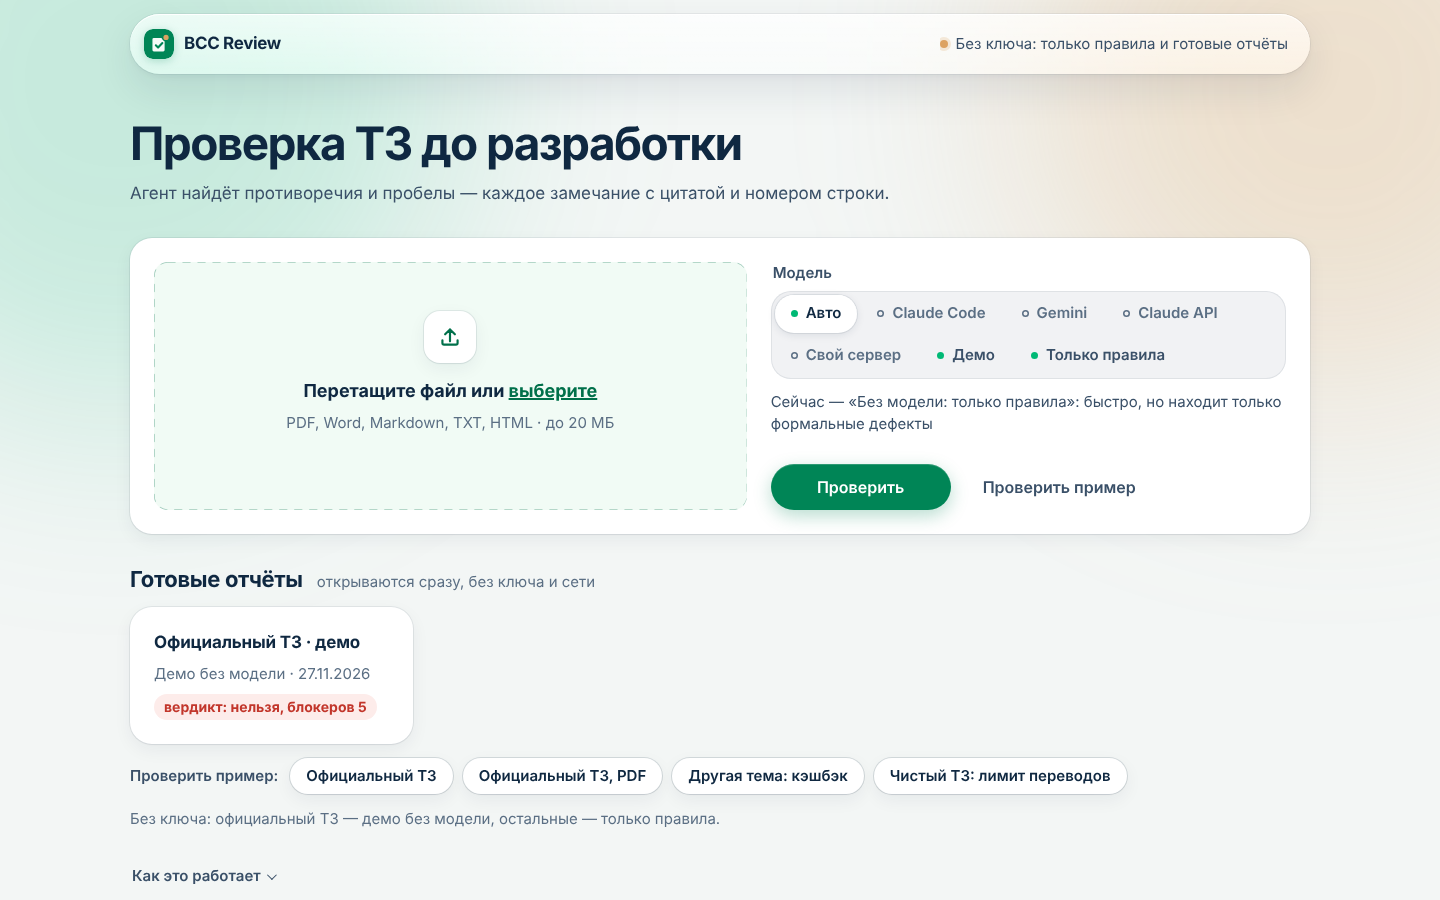 BCC Review
Без ключа: только правила и готовые отчёты
Проверка ТЗ до разработки
Агент найдёт противоречия и пробелы — каждое замечание с цитатой и номером строки.
Перетащите файл или выберите
PDF, Word, Markdown, TXT, HTML · до 20 МБ
Модель
Авто
Claude Code
Gemini
Claude API
Свой сервер
Демо
Только правила
Сейчас — «Без модели: только правила»: быстро, но находит только
формальные дефекты
Проверить
Проверить пример
Готовые отчёты
открываются сразу, без ключа и сети
Официальный ТЗ · демо
Демо без модели · 27.11.2026
вердикт: нельзя, блокеров 5
Проверить пример:
Официальный ТЗ
Официальный ТЗ, PDF
Другая тема: кэшбэк
Чистый ТЗ: лимит переводов
Без ключа: официальный ТЗ — демо без модели, остальные — только правила.
Как это работает